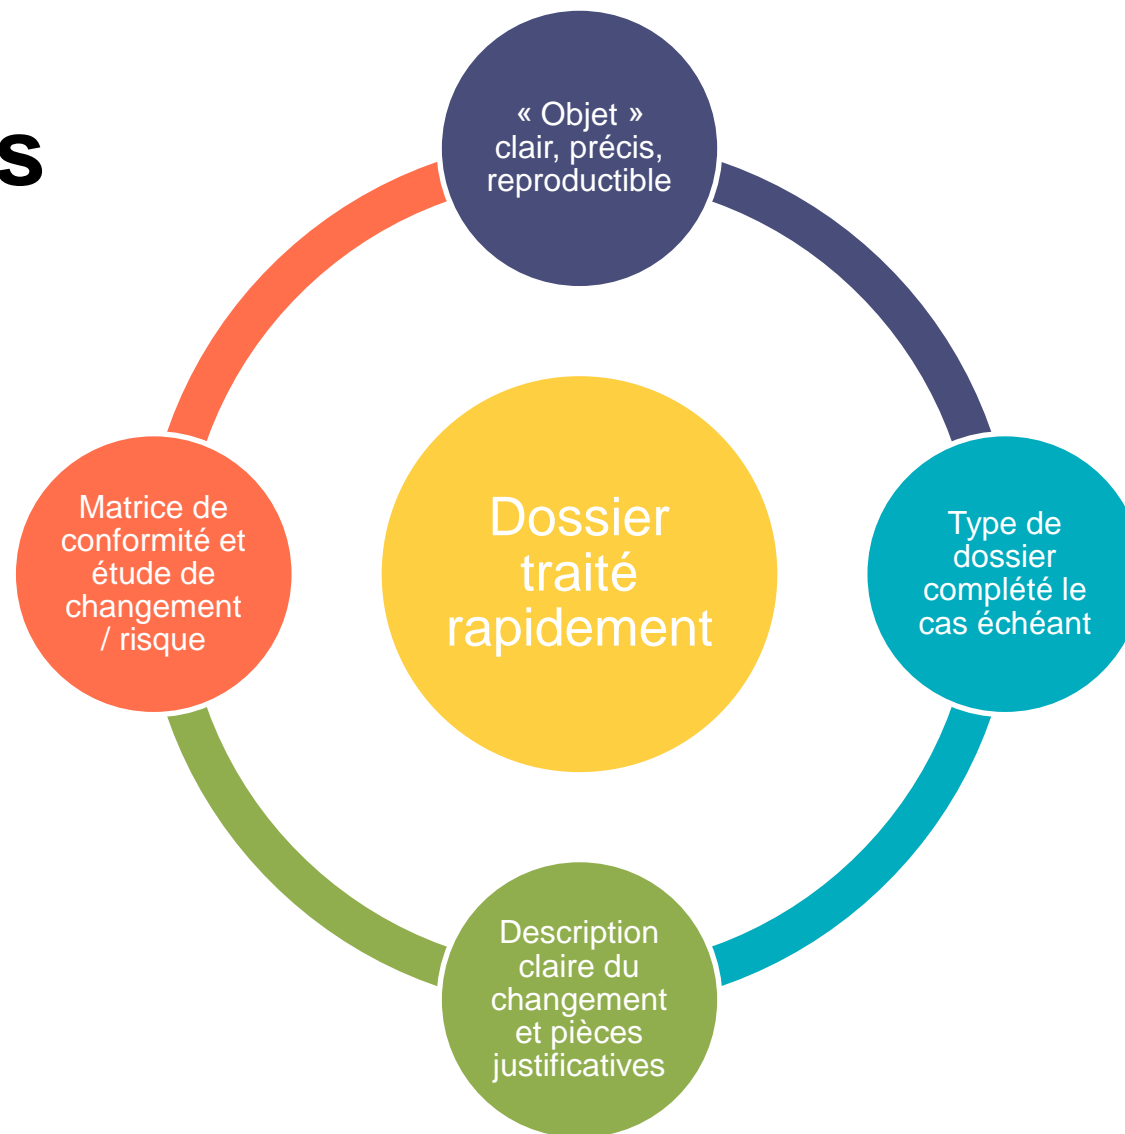 s
« Objet »
clair, précis,
reproductible
Dossier
traité
rapidement
Matrice de
conformité et
étude de
changement
/ risque
Type de
dossier
complété le
cas échéant
Description
claire du
changement
et pièces
justificatives